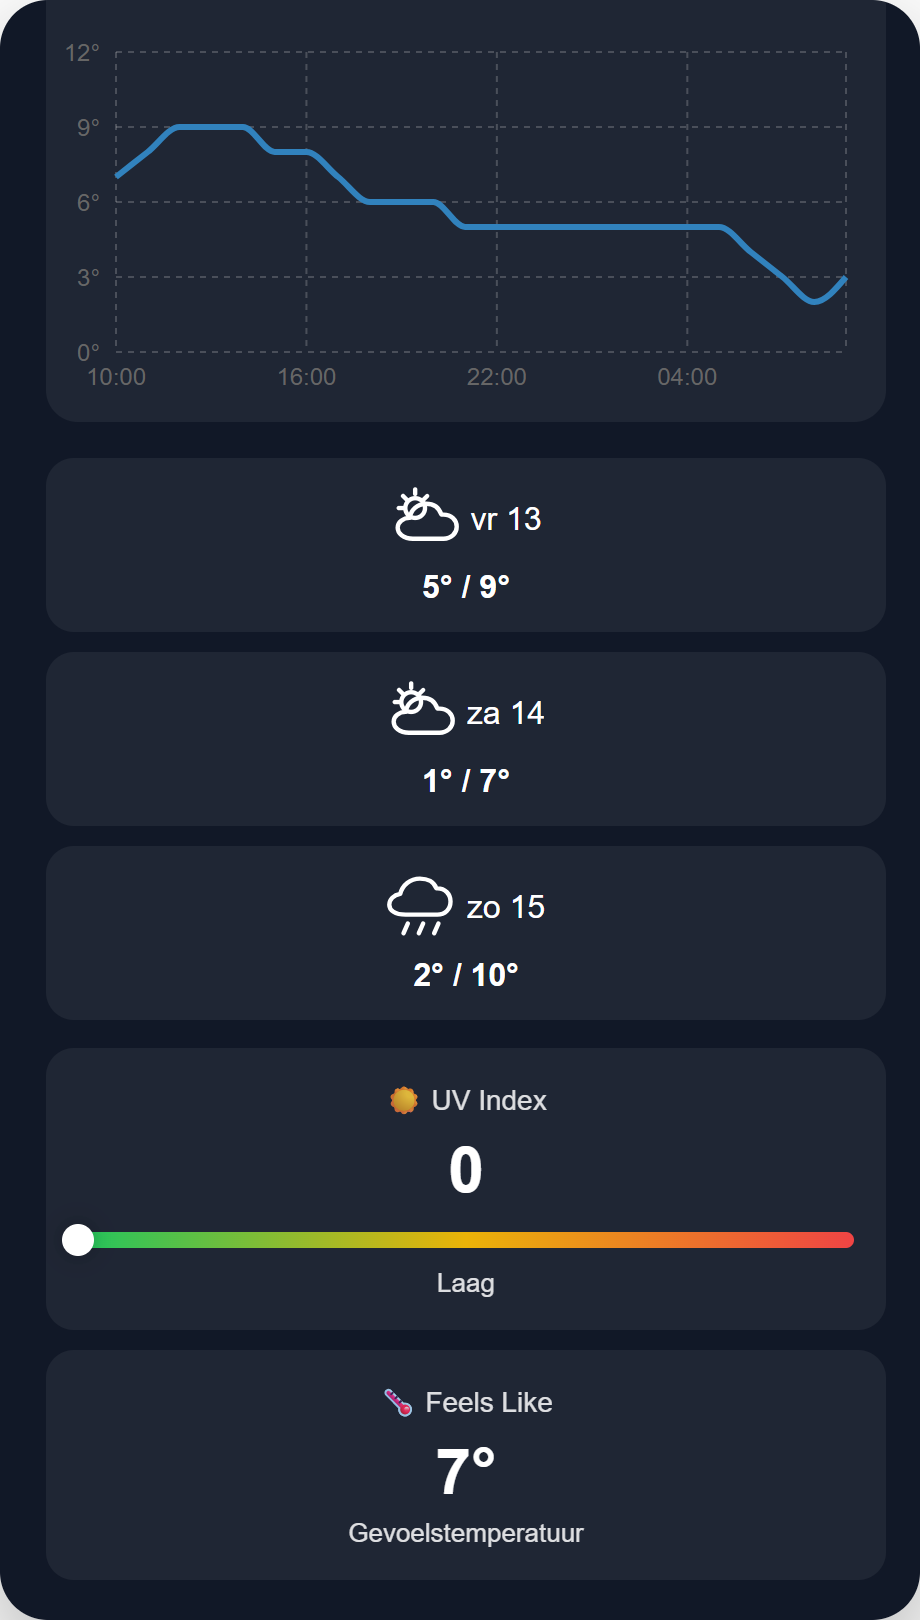 12°
9°
6°
3°
0°
10:00 16:00 22:00 04:00
vr 13
5° / 9°
za 14
1° / 7°
zo 15
2° / 10°
UV Index
0
Laag
Feels Like
7°
Gevoelstemperatuur